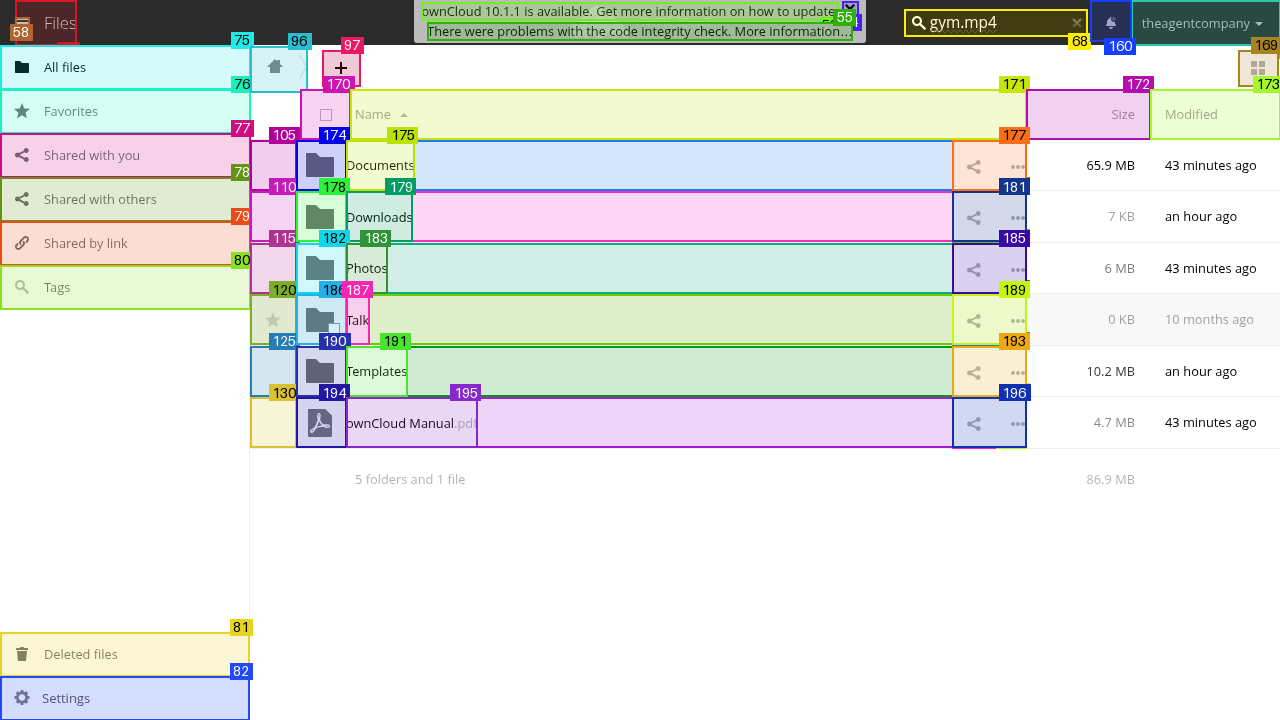 Files
58
ownCloud 10.1.1 is available. Get more information on how to update.
There were problems with the code integrity check. More information...
55
gym.mp4
68
160
theagentcompany
75
All files
96
97
+
169
76
Favorites
170
171
172
173
Name
Size
Modified
77
Shared with you
105
174
175
177
Documents
65.9 MB
43 minutes ago
78
Shared with others
110
178
179
181
Downloads
7 KB
an hour ago
79
Shared by link
115
182
183
185
Photos
6 MB
43 minutes ago
80
Tags
120
186
187
189
Talk
0 KB
10 months ago
125
190
191
193
Templates
10.2 MB
an hour ago
130
194
195
196
ownCloud Manual.pdf
4.7 MB
43 minutes ago
5 folders and 1 file
86.9 MB
81
Deleted files
82
Settings